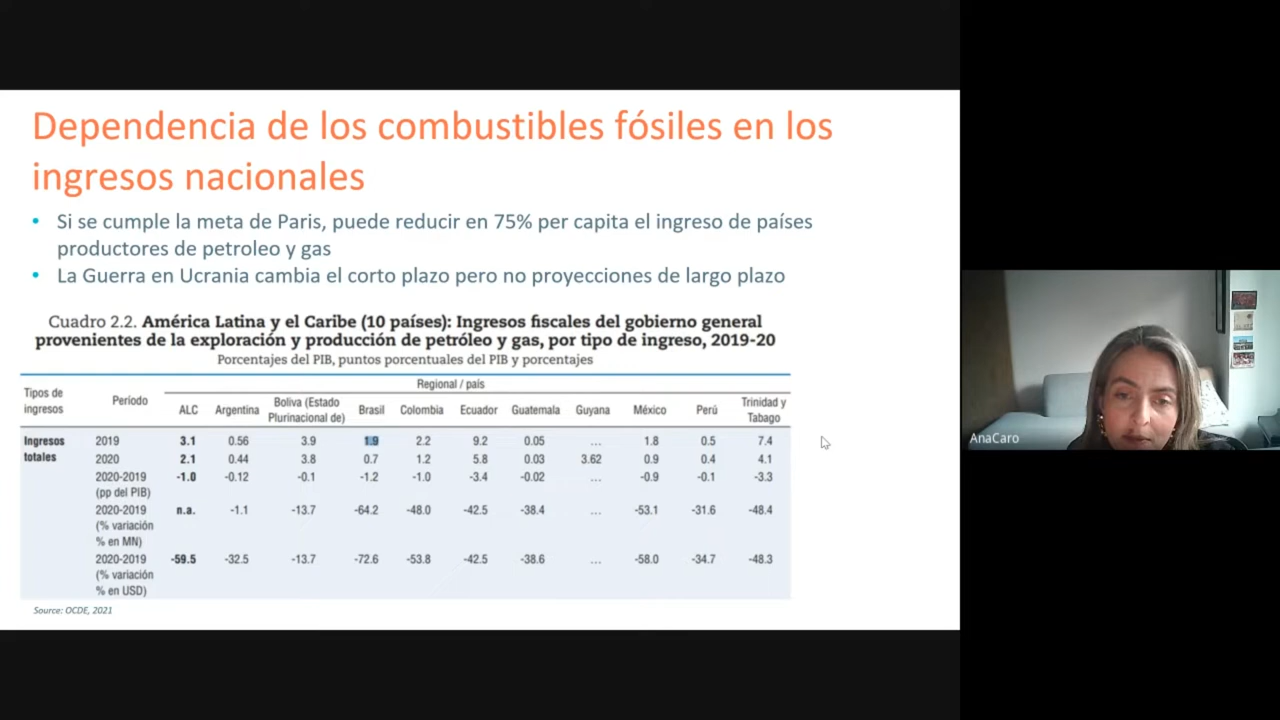 Dependencia de los combustibles fósiles en los
ingresos nacionales
• Si se cumple la meta de Paris, puede reducir en 75% per capita el ingreso de países
productores de petroleo y gas
• La Guerra en Ucrania cambia el corto plazo pero no proyecciones de largo plazo
Cuadro 2.2. América Latina y el Caribe (10 países): Ingresos fiscales del gobierno general
provenientes de la exploración y producción de petróleo y gas, por tipo de ingreso, 2019-20
Porcentajes del PIB, puntos porcentuales del PIB y porcentajes
Tipos de ingresos Periodo Regional / país
ALC Argentina Boliva (Estado Plurinacional de) Brasil Colombia Ecuador Guatemala Guyana México Perú Trinidad y Tabago
Ingresos totales 2019 3.1 0.56 3.9 1.9 2.2 9.2 0.05 ... 1.8 0.5 7.4
2020 2.1 0.44 3.8 0.7 1.2 5.8 0.03 3.62 0.9 0.4 4.1
2020-2019 (pp del PIB) -1.0 -0.12 -0.1 -1.2 -1.0 -3.4 -0.02 ... -0.9 -0.1 -3.3
2020-2019 (% variación % en MN) n.a. -1.1 -13.7 -64.2 -48.0 -42.5 -38.4 ... -53.1 -31.6 -48.4
2020-2019 (% variación % en USD) -59.5 -32.5 -13.7 -72.6 -53.8 -42.5 -38.6 ... -58.0 -34.7 -48.3
Source: OCDE, 2021
AnaCaro